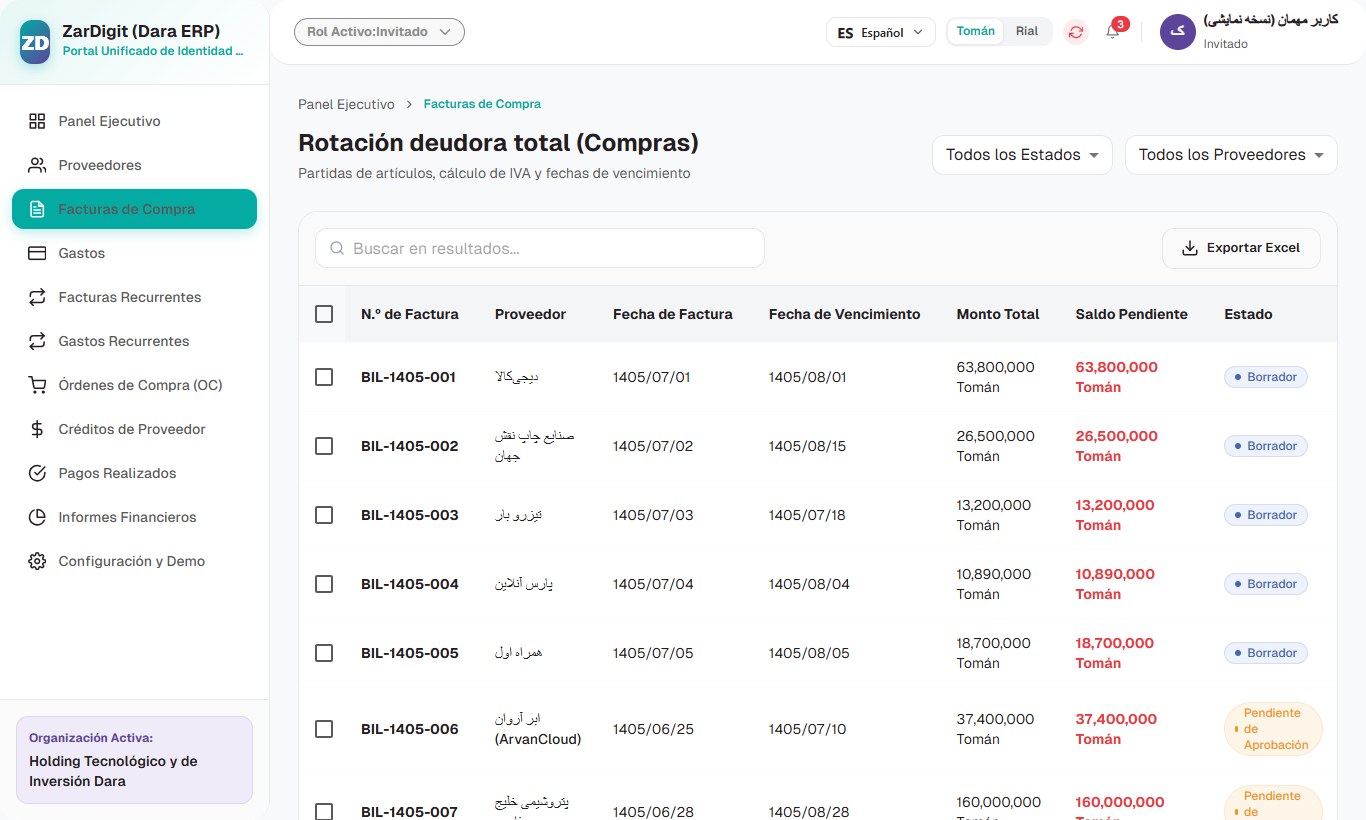 ZD
ZarDigit (Dara ERP)
Portal Unificado de Identidad ...
Rol Activo:Invitado
ES Español
Tomán
Rial
3
ک
کاربر مهمان (نسخه نمایشی)
Invitado
Panel Ejecutivo
Proveedores
Facturas de Compra
Gastos
Facturas Recurrentes
Gastos Recurrentes
Órdenes de Compra (OC)
Créditos de Proveedor
Pagos Realizados
Informes Financieros
Configuración y Demo
Organización Activa:
Holding Tecnológico y de
Inversión Dara
Panel Ejecutivo > Facturas de Compra
Rotación deudora total (Compras)
Partidas de artículos, cálculo de IVA y fechas de vencimiento
Todos los Estados
Todos los Proveedores
Buscar en resultados...
Exportar Excel
N.º de Factura Proveedor Fecha de Factura Fecha de Vencimiento Monto Total Saldo Pendiente Estado
BIL-1405-001 دیجی‌کالا 1405/07/01 1405/08/01 63,800,000 Tomán 63,800,000 Tomán Borrador
BIL-1405-002 صنایع چاپ نقش جهان 1405/07/02 1405/08/15 26,500,000 Tomán 26,500,000 Tomán Borrador
BIL-1405-003 تیزرو بار 1405/07/03 1405/07/18 13,200,000 Tomán 13,200,000 Tomán Borrador
BIL-1405-004 پارس آنلاین 1405/07/04 1405/08/04 10,890,000 Tomán 10,890,000 Tomán Borrador
BIL-1405-005 همراه اول 1405/07/05 1405/08/05 18,700,000 Tomán 18,700,000 Tomán Borrador
BIL-1405-006 ابر آروان (ArvanCloud) 1405/06/25 1405/07/10 37,400,000 Tomán 37,400,000 Tomán Pendiente de Aprobación
BIL-1405-007 پتروشیمی خلیج 1405/06/28 1405/08/28 160,000,000 160,000,000 Pendiente de